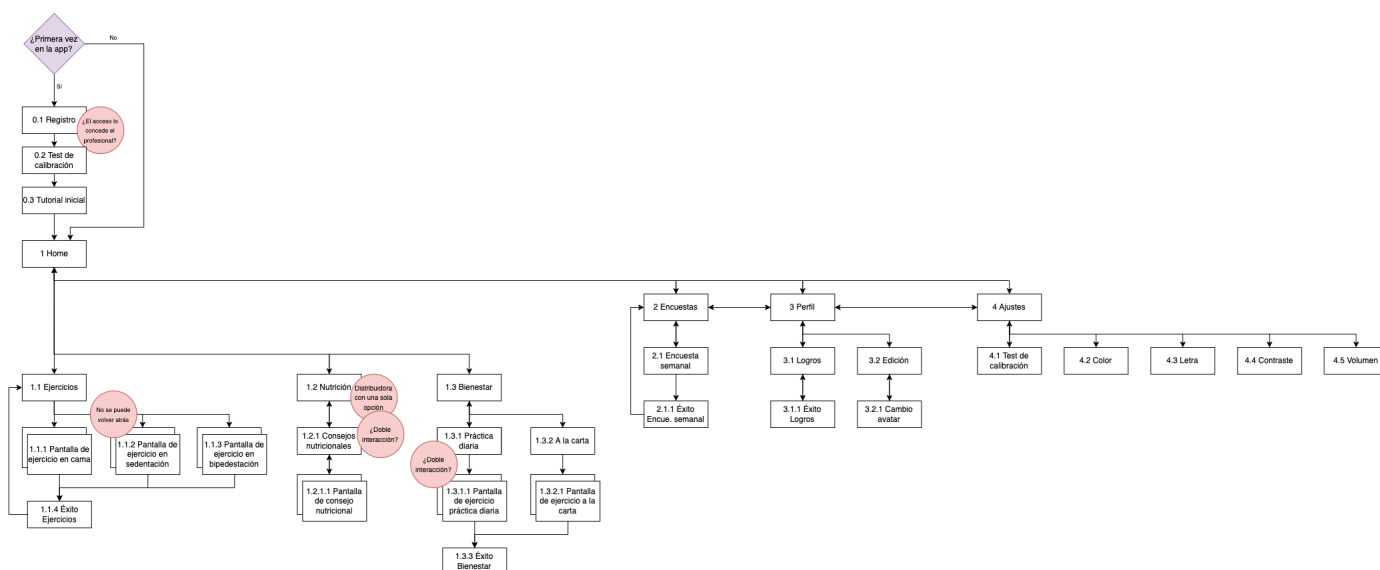 ¿Primera vez
en la app?
No
Sí
0.1 Registro
¿El acceso lo
concede el
profesional?
0.2 Test de
calibración
0.3 Tutorial inicial
1 Home
2 Encuestas
3 Perfil
4 Ajustes
2.1 Encuesta
semanal
3.1 Logros
3.2 Edición
4.1 Test de
calibración
4.2 Color
4.3 Letra
4.4 Contraste
4.5 Volumen
2.1.1 Éxito
Encue. semanal
3.1.1 Éxito
Logros
3.2.1 Cambio
avatar
1.1 Ejercicios
1.2 Nutrición
Distribuidora
con una sola
opción
1.3 Bienestar
No se puede
volver atrás
1.1.1 Pantalla de
ejercicio en cama
1.1.2 Pantalla de
ejercicio en
sedentación
1.1.3 Pantalla de
ejercicio en
bipedestación
1.2.1 Consejos
nutricionales
¿Doble
interacción?
1.3.1 Práctica
diaria
1.3.2 A la carta
¿Doble
interacción?
1.1.4 Éxito
Ejercicios
1.2.1.1 Pantalla
de consejo
nutricional
1.3.1.1 Pantalla
de ejercicio
práctica diaria
1.3.2.1 Pantalla
de ejercicio a la
carta
1.3.3 Éxito
Bienestar